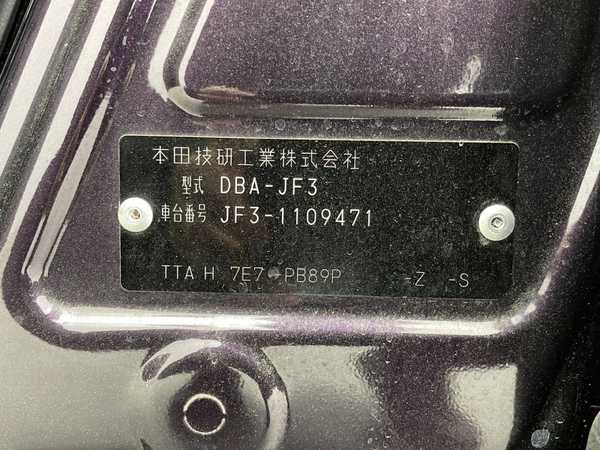 本田技研工業株式会社
型式 DBA-JF3
車台番号 JF3-1109471
TTA H 7E7 -PB89P -Z -S